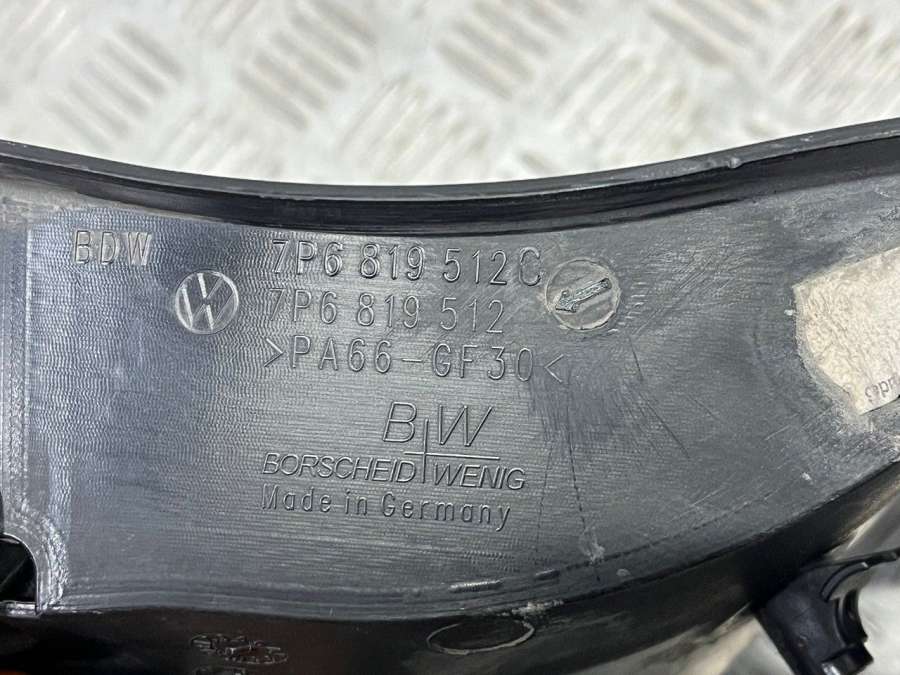 BDW 7P6 819 512C
7P6 819 512
>PA66-GF30<
B+W
BORSCHEID+WENIG
Made in Germany